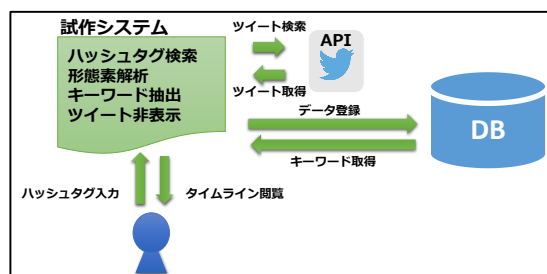 試作システム
ハッシュタグ検索
形態素解析
キーワード抽出
ツイート非表示
ツイート検索
API
ツイート取得
データ登録
キーワード取得
DB
ハッシュタグ入力
タイムライン閲覧